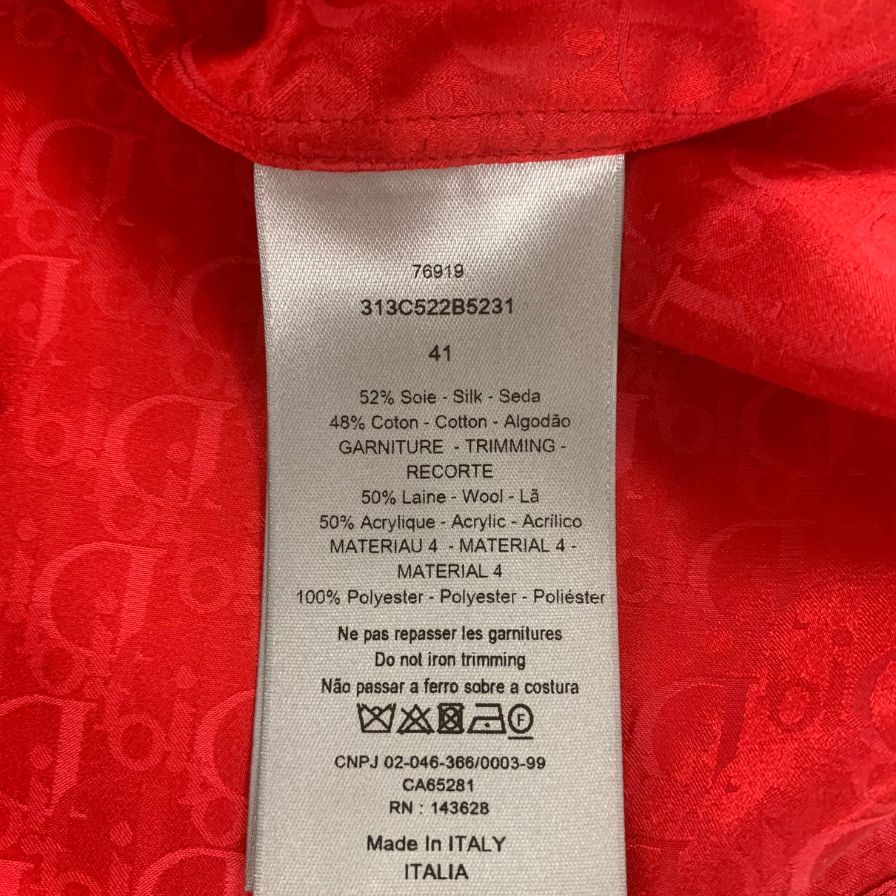 76919
313C522B5231
41
52% Soie - Silk - Seda
48% Coton - Cotton - Algodão
GARNITURE - TRIMMING -
RECORTE
50% Laine - Wool - Lã
50% Acrylique - Acrylic - Acrílico
MATERIAU 4 - MATERIAL 4 -
MATERIAL 4
100% Polyester - Polyester - Poliéster
Ne pas repasser les garnitures
Do not iron trimming
Não passar a ferro sobre a costura
F
CNPJ 02-046-366/0003-99
CA65281
RN : 143628
Made In ITALY
ITALIA